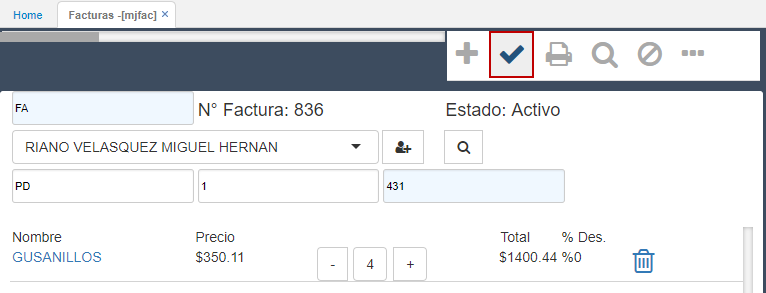 Home Facturas -[mjfac] ×
FA N° Factura: 836 Estado: Activo
RIANO VELASQUEZ MIGUEL HERNAN
PD 1 431
Nombre Precio Total % Des.
GUSANILLOS $350.11 - 4 + $1400.44 %0